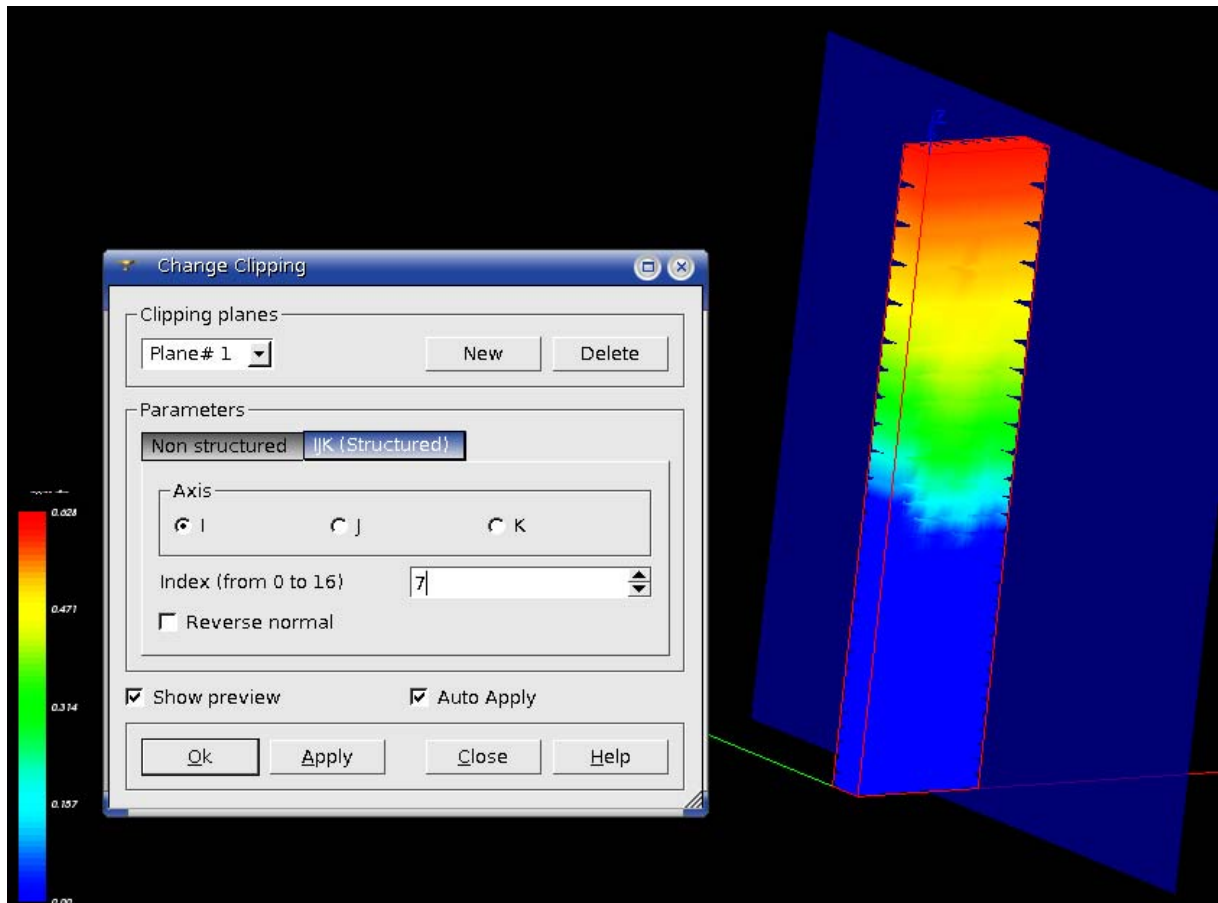 Change Clipping
Clipping planes
Plane# 1
New
Delete
Parameters
Non structured
IJK (Structured)
Axis
I
J
K
Index (from 0 to 16)
7
Reverse normal
Show preview
Auto Apply
Ok
Apply
Close
Help
Z
0.628
0.471
0.314
0.157
0.00